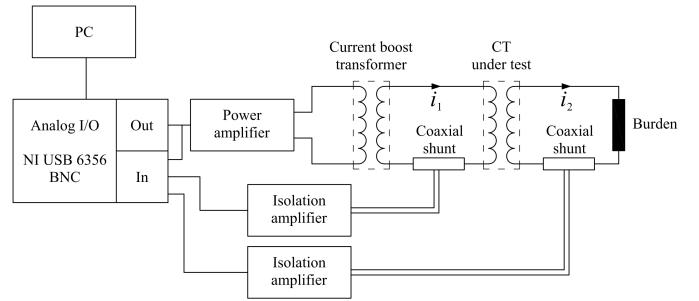 PC
Current boost
transformer
CT
under test
i1
i2
Analog I/O
NI USB 6356
BNC
Out
In
Power
amplifier
Coaxial
shunt
Coaxial
shunt
Burden
Isolation
amplifier
Isolation
amplifier